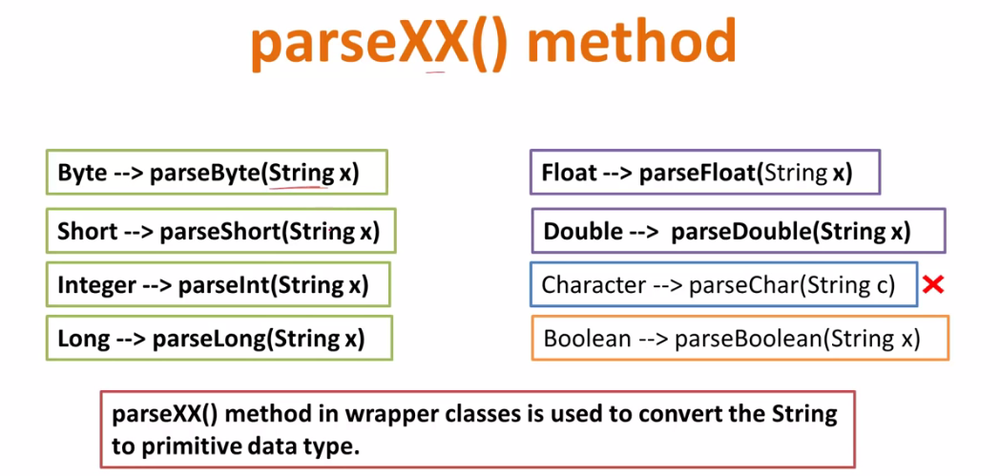 parseXX() method
Byte --> parseByte(String x)
Short --> parseShort(String x)
Integer --> parseInt(String x)
Long --> parseLong(String x)
Float --> parseFloat(String x)
Double --> parseDouble(String x)
Character --> parseChar(String c)
Boolean --> parseBoolean(String x)
parseXX() method in wrapper classes is used to convert the String
to primitive data type.